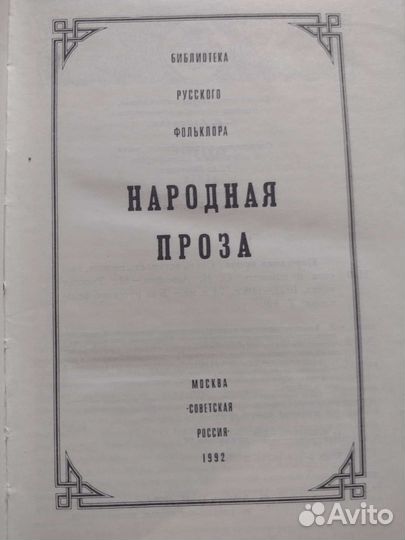 БИБЛИОТЕКА
РУССКОГО
ФОЛЬКЛОРА
НАРОДНАЯ
ПРОЗА
МОСКВА
·СОВЕТСКАЯ
РОССИЯ·
1992
Avito